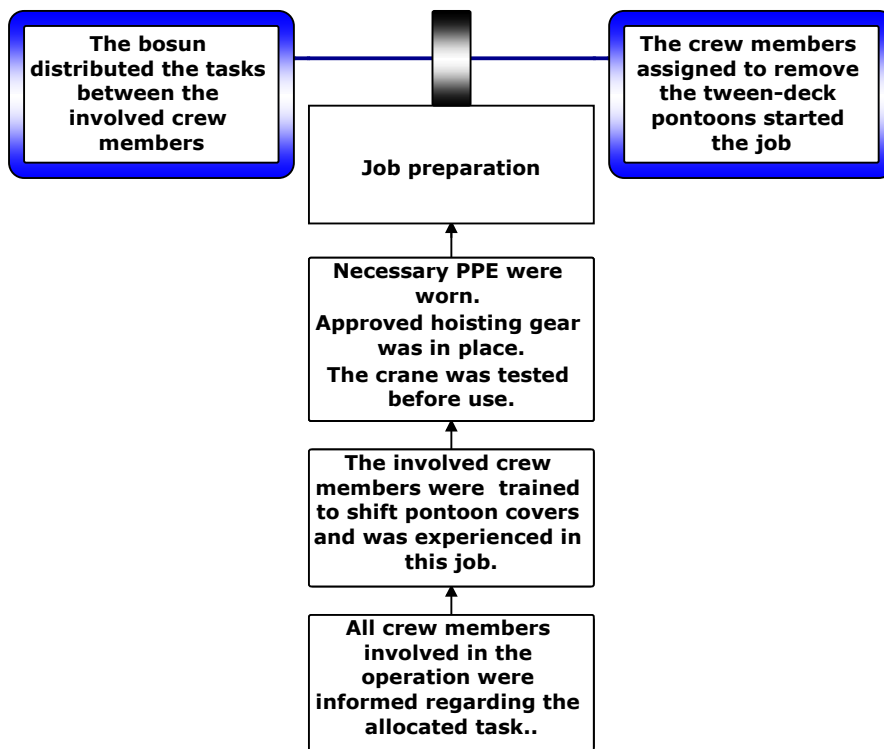 The bosun
distributed the tasks
between the
involved crew
members
The crew members
assigned to remove
the tween-deck
pontoons started
the job
Job preparation
Necessary PPE were
worn.
Approved hoisting gear
was in place.
The crane was tested
before use.
The involved crew
members were  trained
to shift pontoon covers
and was experienced in
this job.
All crew members
involved in the
operation were
informed regarding the
allocated task..